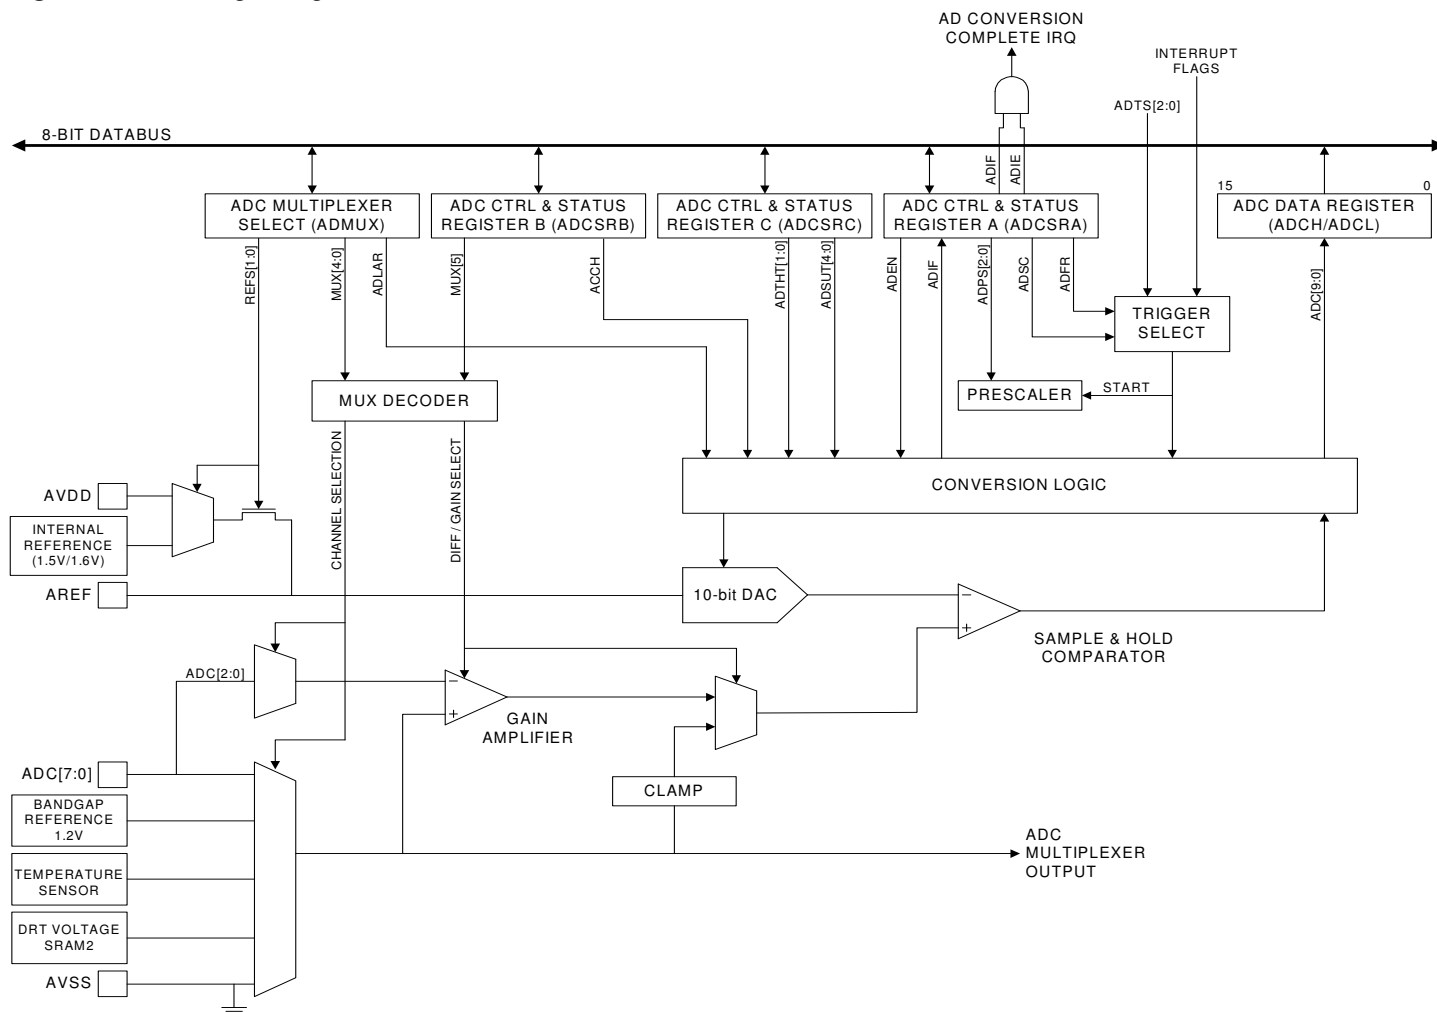 AD CONVERSION
COMPLETE IRQ
INTERRUPT
FLAGS
ADTS[2:0]
8-BIT DATABUS
ADIF
ADIE
15
0
ADC MULTIPLEXER
SELECT (ADMUX)
ADC CTRL & STATUS
REGISTER B (ADCSRB)
ADC CTRL & STATUS
REGISTER C (ADCSRC)
ADC CTRL & STATUS
REGISTER A (ADCSRA)
ADC DATA REGISTER
(ADCH/ADCL)
REFS[1:0]
MUX[4:0]
ADLAR
MUX[5]
ACCH
ADTHT[1:0]
ADSUT[4:0]
ADEN
ADIF
ADPS[2:0]
ADSC
ADFR
ADC[9:0]
TRIGGER
SELECT
MUX DECODER
PRESCALER
START
CHANNEL SELECTION
DIFF / GAIN SELECT
CONVERSION LOGIC
AVDD
INTERNAL
REFERENCE
(1.5V/1.6V)
AREF
10-bit DAC
−
+
SAMPLE & HOLD
COMPARATOR
ADC[2:0]
−
+
GAIN
AMPLIFIER
ADC[7:0]
CLAMP
BANDGAP
REFERENCE
1.2V
ADC
MULTIPLEXER
OUTPUT
TEMPERATURE
SENSOR
DRT VOLTAGE
SRAM2
AVSS